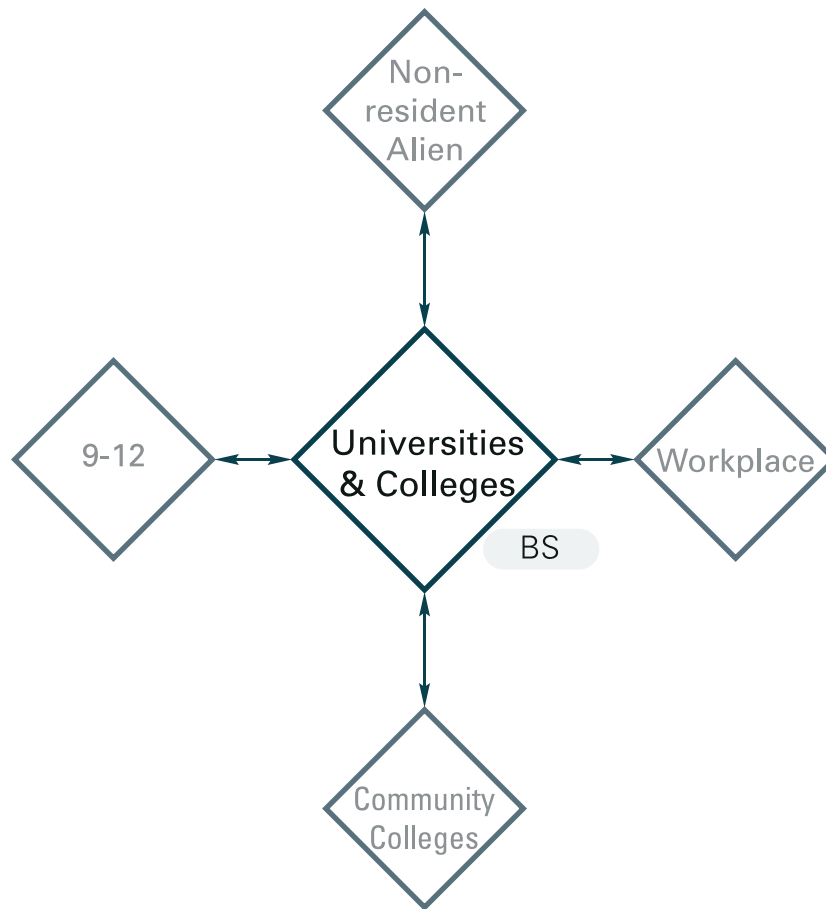 Non-
resident
Alien
9-12
Universities
& Colleges
Workplace
BS
Community
Colleges